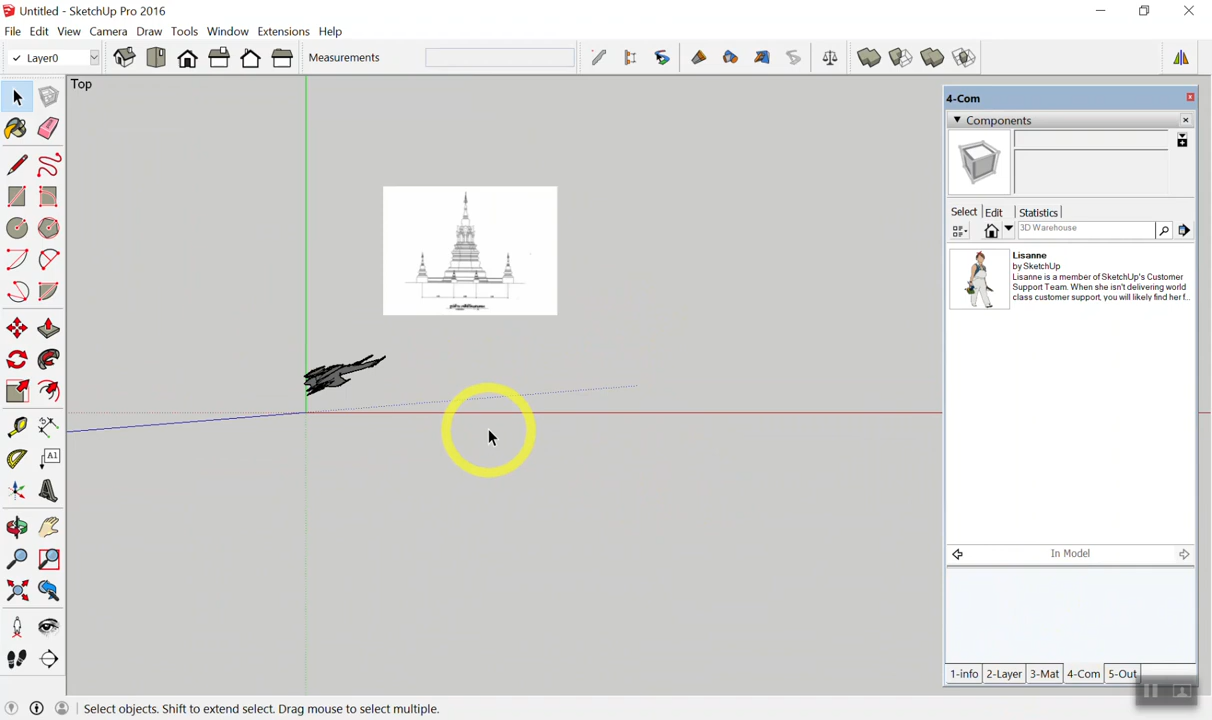 Untitled - SketchUp Pro 2016
File Edit View Camera Draw Tools Window Extensions Help
Layer0
Measurements
Top
4-Com
Components
Select Edit Statistics
3D Warehouse
Lisanne
by SketchUp
Lisanne is a member of SketchUp's Customer
Support Team. When she isn't delivering world
class customer support, you will likely find her f...
In Model
A1
1-info 2-Layer 3-Mat 4-Com 5-Out
Select objects. Shift to extend select. Drag mouse to select multiple.